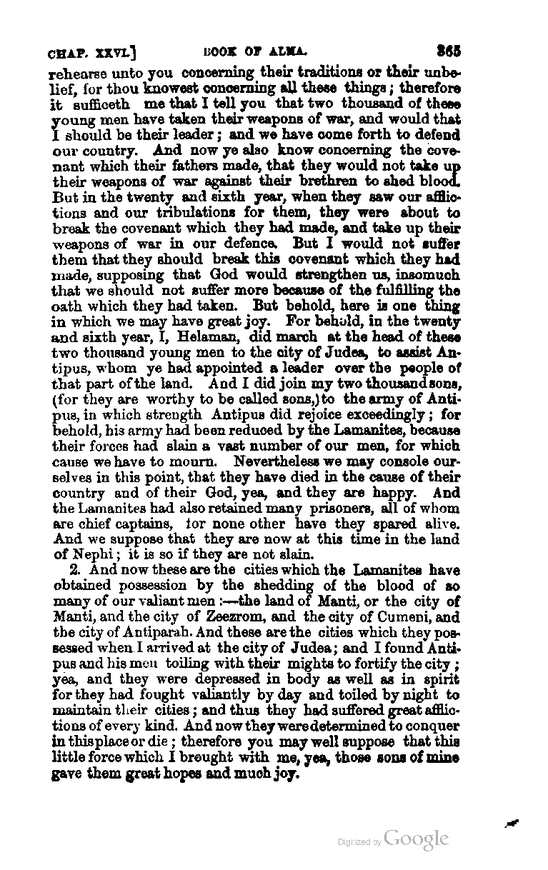 CHAP. XXVI.] BOOK OF ALMA. 365
rehearse unto you concerning their traditions or their unbe-
lief, for thou knowest concerning all these things; therefore
it sufficeth me that I tell you that two thousand of these
young men have taken their weapons of war, and would that
I should be their leader; and we have come forth to defend
our country. And now ye also know concerning the cove-
nant which their fathers made, that they would not take up
their weapons of war against their brethren to shed blood.
But in the twenty and sixth year, when they saw our afflic-
tions and our tribulations for them, they were about to
break the covenant which they had made, and take up their
weapons of war in our defence. But I would not suffer
them that they should break this covenant which they had
made, supposing that God would strengthen us, insomuch
that we should not suffer more because of the fulfilling the
oath which they had taken. But behold, here is one thing
in which we may have great joy. For behold, in the twenty
and sixth year, I, Helaman, did march at the head of these
two thousand young men to the city of Judea, to assist An-
tipus, whom ye had appointed a leader over the people of
that part of the land. And I did join my two thousand sons,
(for they are worthy to be called sons,) to the army of Anti-
pus, in which strength Antipus did rejoice exceedingly; for
behold, his army had been reduced by the Lamanites, because
their forces had slain a vast number of our men, for which
cause we have to mourn. Nevertheless we may console our-
selves in this point, that they have died in the cause of their
country and of their God, yea, and they are happy. And
the Lamanites had also retained many prisoners, all of whom
are chief captains, for none other have they spared alive.
And we suppose that they are now at this time in the land
of Nephi; it is so if they are not slain.
2. And now these are the cities which the Lamanites have
obtained possession by the shedding of the blood of so
many of our valiant men:—the land of Manti, or the city of
Manti, and the city of Zeezrom, and the city of Cumeni, and
the city of Antiparah. And these are the cities which they pos-
sessed when I arrived at the city of Judea; and I found Anti-
pus and his men toiling with their mights to fortify the city;
yea, and they were depressed in body as well as in spirit
for they had fought valiantly by day and toiled by night to
maintain their cities; and thus they had suffered great afflic-
tions of every kind. And now they were determined to conquer
in this place or die; therefore you may well suppose that this
little force which I brought with me, yea, those sons of mine
gave them great hopes and much joy.
Digitized by Google